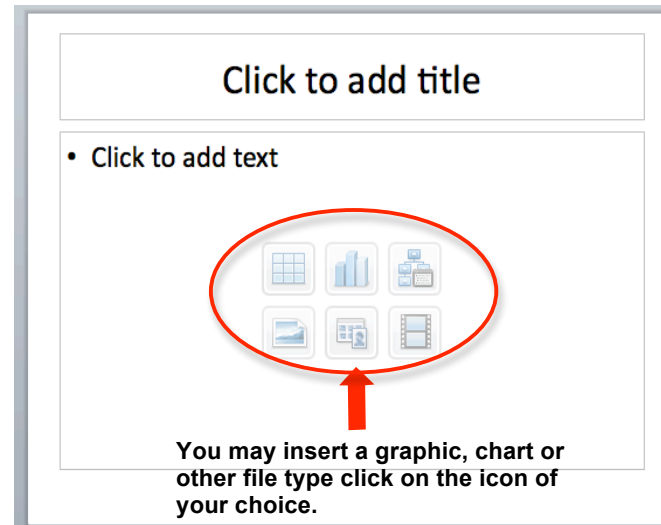 Click to add title
• Click to add text
You may insert a graphic, chart or
other file type click on the icon of
your choice.